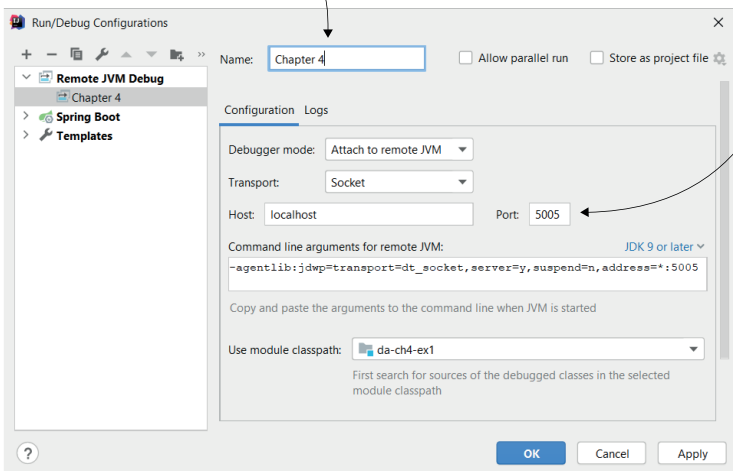 Run/Debug Configurations
Name: Chapter 4
Allow parallel run
Store as project file
Remote JVM Debug
Chapter 4
Spring Boot
Templates
Configuration Logs
Debugger mode: Attach to remote JVM
Transport: Socket
Host: localhost
Port: 5005
Command line arguments for remote JVM:
JDK 9 or later
-agentlib:jdwp=transport=dt_socket,server=y,suspend=n,address=*:5005
Copy and paste the arguments to the command line when JVM is started
Use module classpath: da-ch4-ex1
First search for sources of the debugged classes in the selected
module classpath
?
OK
Cancel
Apply